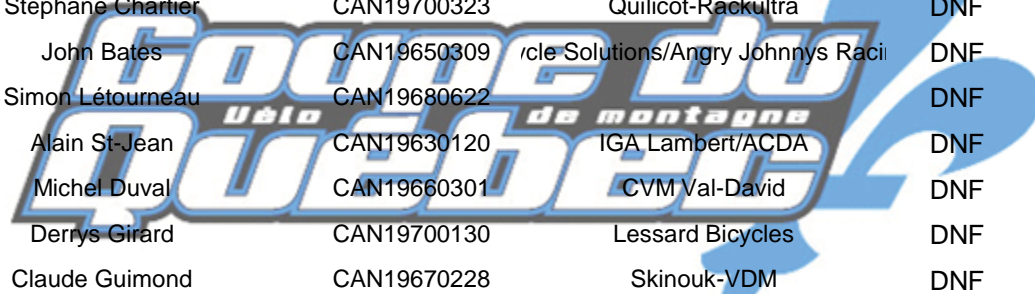 Stéphane Chartier CAN19700323 Quilicot-Rackultra DNF
John Bates CAN19650309 ycle Solutions/Angry Johnnys Raci DNF
Simon Létourneau CAN19680622 DNF
Alain St-Jean CAN19630120 IGA Lambert/ACDA DNF
Michel Duval CAN19660301 CVM Val-David DNF
Derrys Girard CAN19700130 Lessard Bicycles DNF
Claude Guimond CAN19670228 Skinouk-VDM DNF
Coupe du
Vélo de montagne
Québec